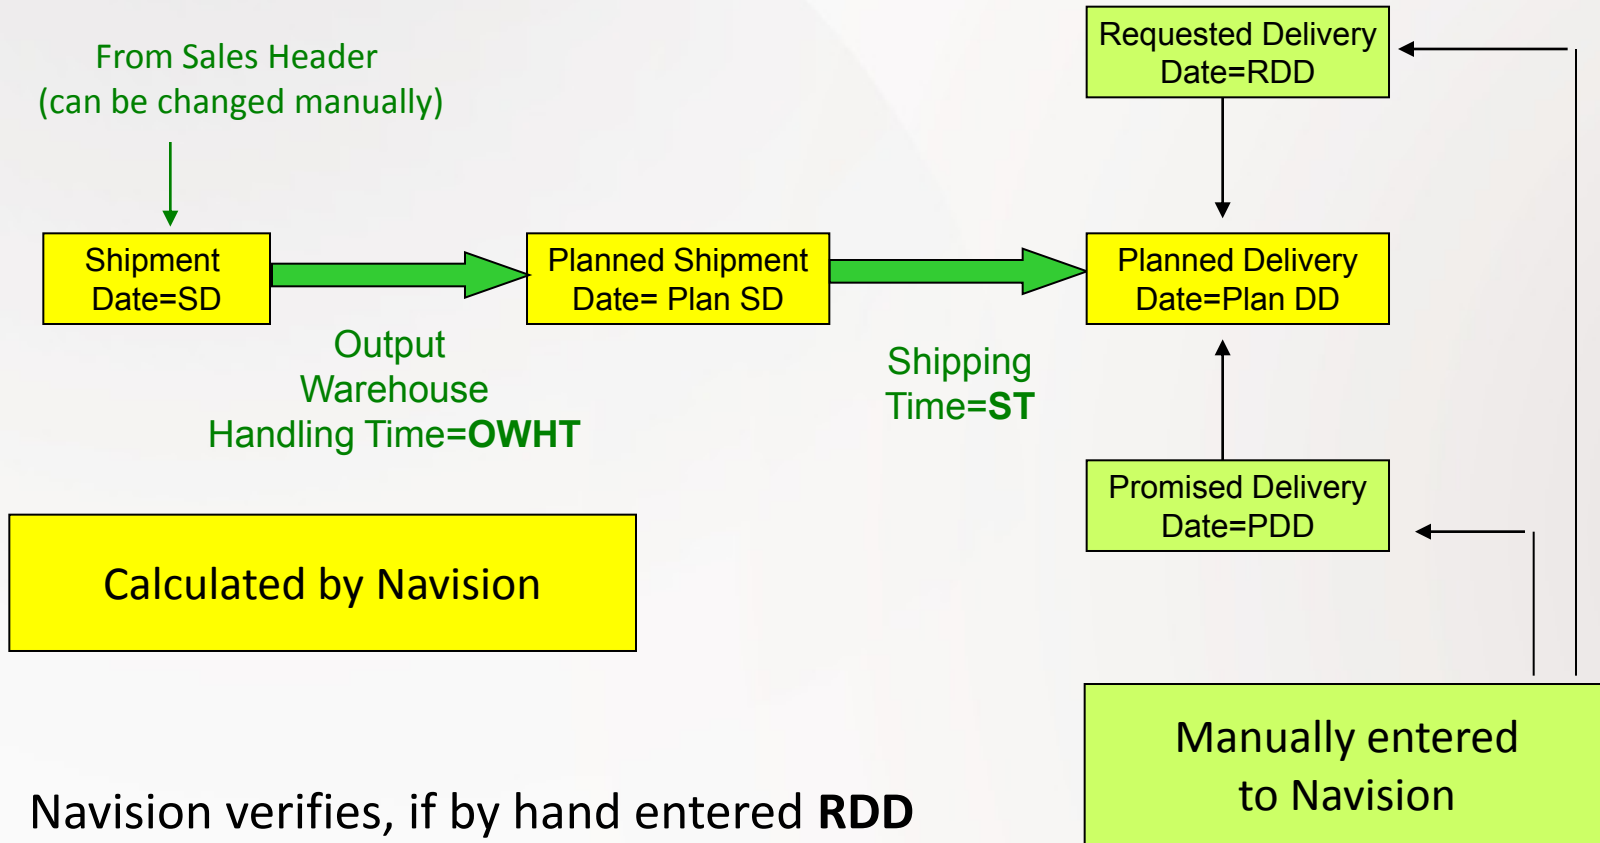 From Sales Header
(can be changed manually)
Requested Delivery
Date=RDD
Shipment
Date=SD
Planned Shipment
Date= Plan SD
Planned Delivery
Date=Plan DD
Output
Warehouse
Handling Time=OWHT
Shipping
Time=ST
Promised Delivery
Date=PDD
Calculated by Navision
Manually entered
to Navision
Navision verifies, if by hand entered RDD